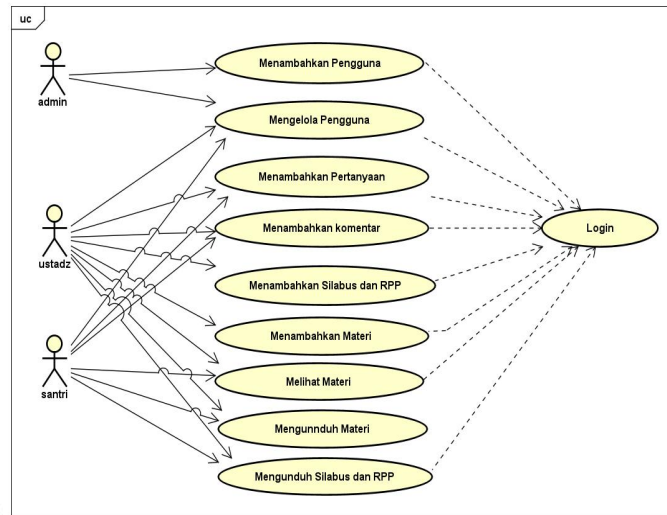 uc
admin
ustadz
santri
Menambahkan Pengguna
Mengelola Pengguna
Menambahkan Pertanyaan
Menambahkan komentar
Menambahkan Silabus dan RPP
Menambahkan Materi
Melihat Materi
Mengunnduh Materi
Mengunduh Silabus dan RPP
Login